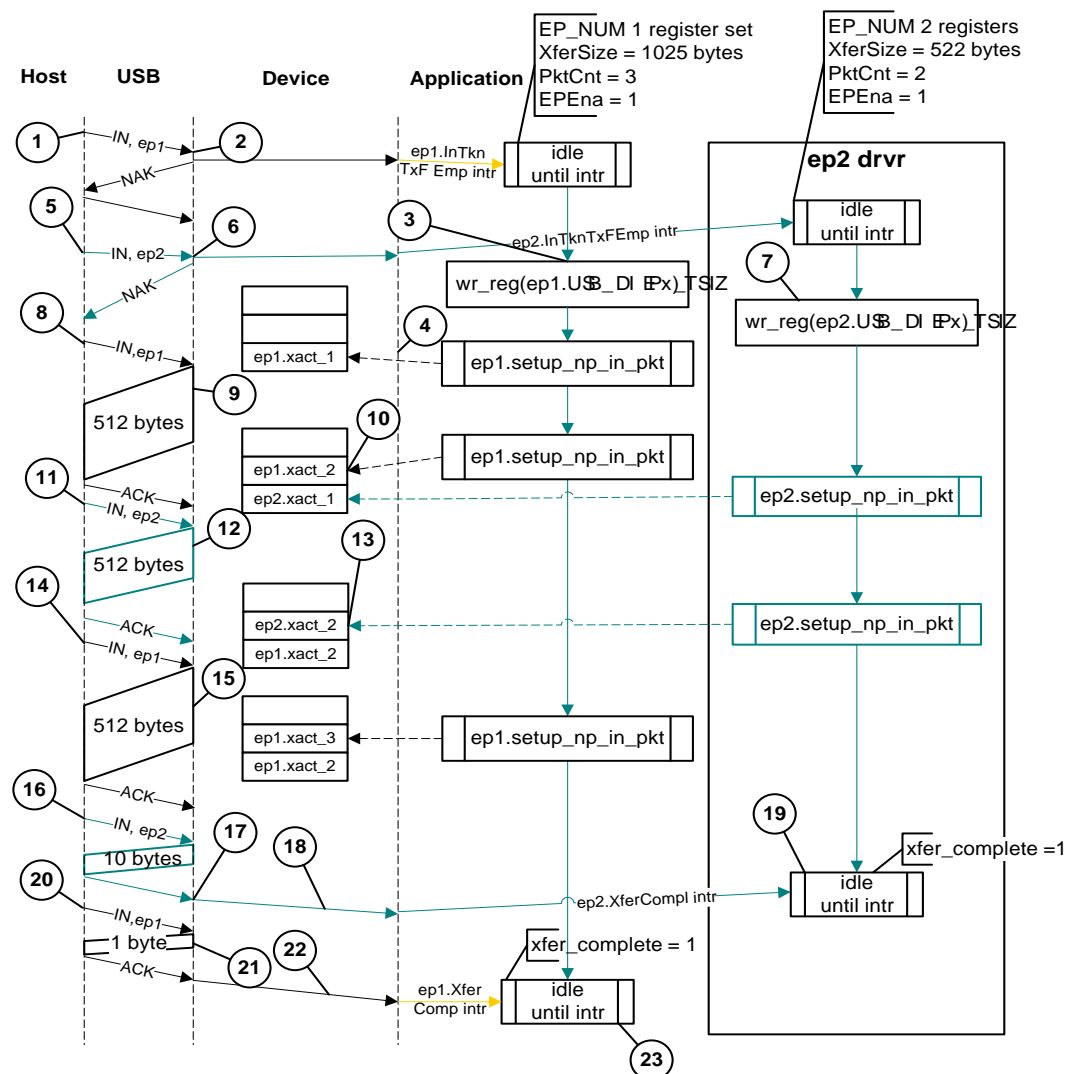 EP_NUM 1 register set
XferSize = 1025 bytes
PktCnt = 3
EPEna = 1
EP_NUM 2 registers
XferSize = 522 bytes
PktCnt = 2
EPEna = 1
Host
USB
Device
Application
1
IN, ep1
2
ep1.InTkn
TxF Emp intr
idle
until intr
ep2 drvr
NAK
5
6
3
idle
until intr
IN, ep2
ep2.InTknTxFEmp intr
7
wr_reg(ep1.USB_DIEPx)_TSIZ
NAK
8
wr_reg(ep2.USB_DIEPx)_TSIZ
4
IN,ep1
ep1.xact_1
ep1.setup_np_in_pkt
9
512 bytes
10
ep1.setup_np_in_pkt
ep1.xact_2
11
ACK
ep2.xact_1
ep2.setup_np_in_pkt
IN, ep2
12
13
512 bytes
14
ACK
ep2.xact_2
ep2.setup_np_in_pkt
IN, ep1
ep1.xact_2
15
512 bytes
ep1.xact_3
ep1.setup_np_in_pkt
ep1.xact_2
16
ACK
IN, ep2
17
18
19
xfer_complete =1
10 bytes
20
idle
until intr
ep2.XferCompl intr
IN,ep1
1 byte
21
22
xfer_complete = 1
ACK
ep1.Xfer
Comp intr
idle
until intr
23